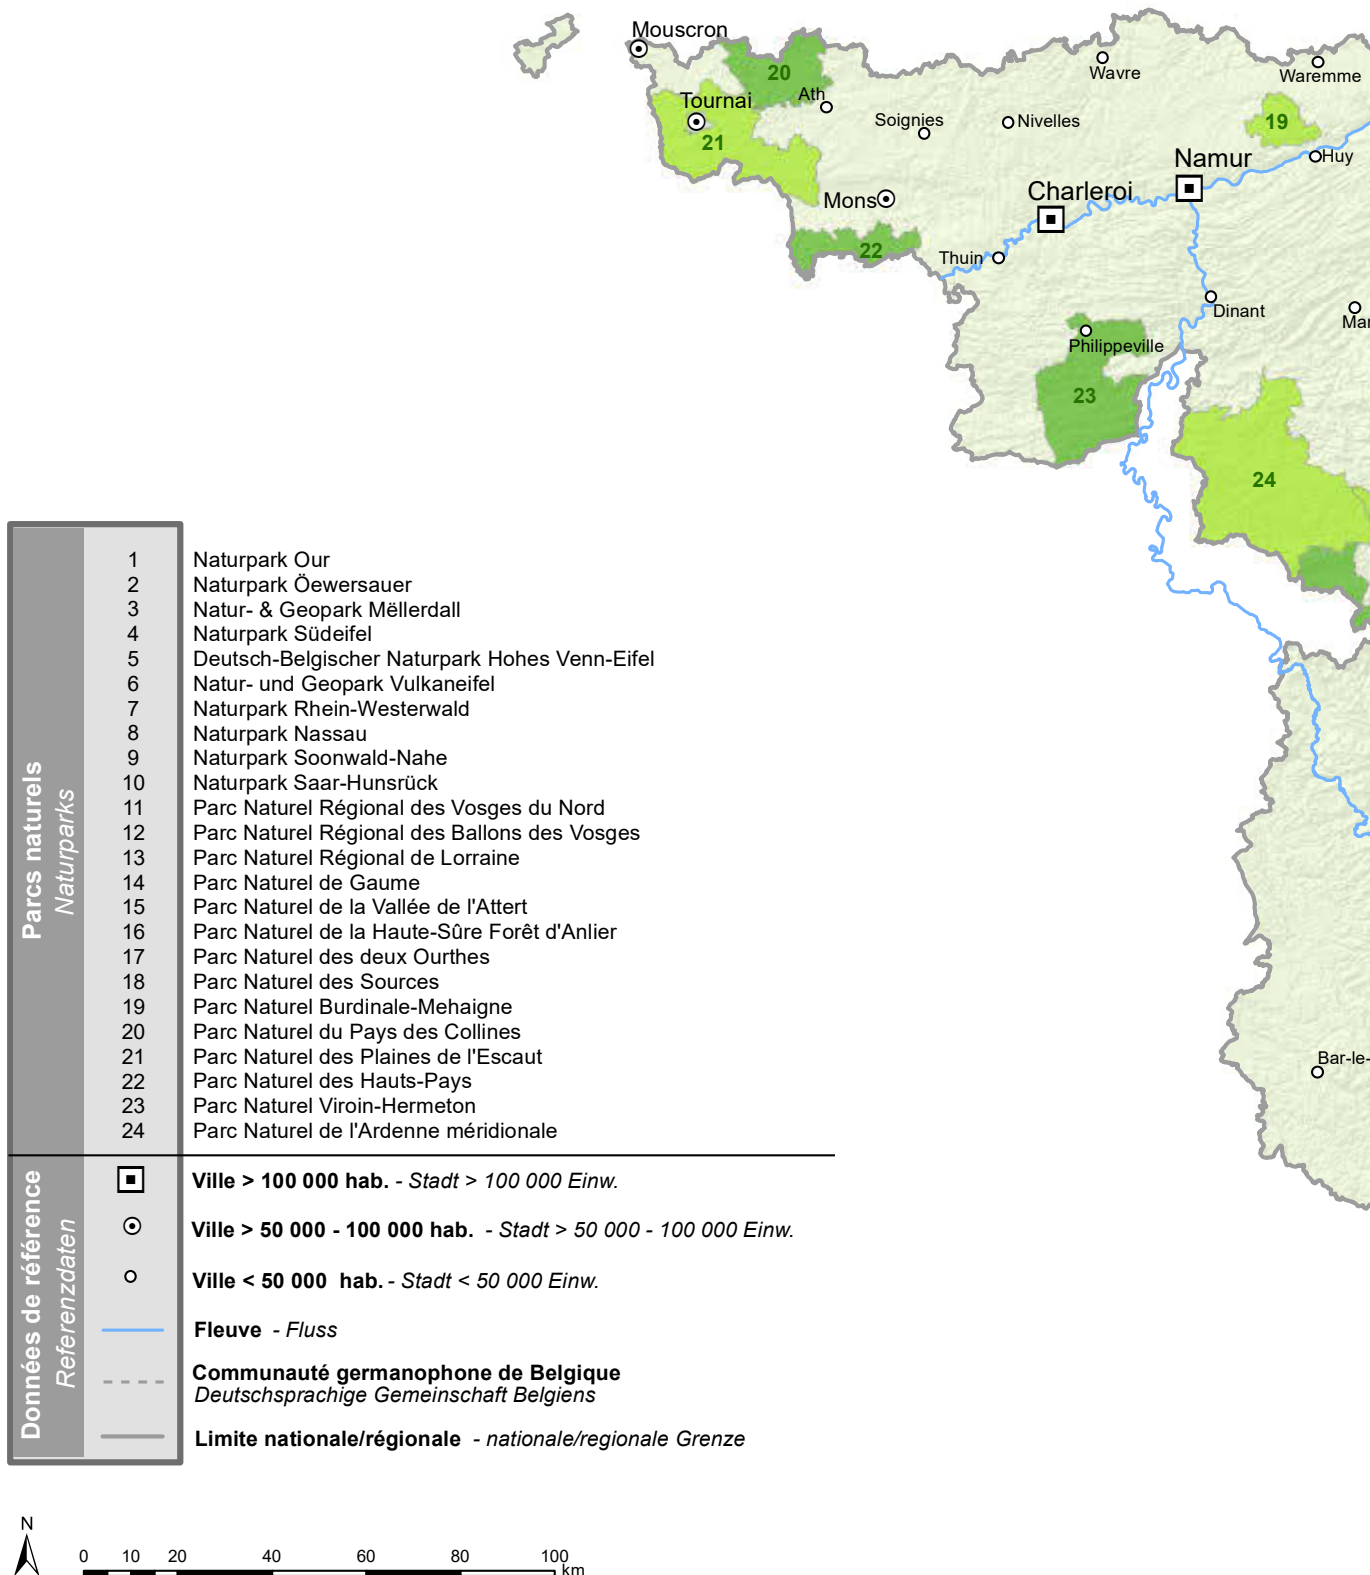 Mouscron
Wavre
Waremme
20
Ath
Tournai
Soignies
Nivelles
19
21
Huy
Namur
Charleroi
Mons
22
Thuin
Dinant
Mar
Philippeville
23
24
Bar-le-
Parcs naturels
Naturparks
1 Naturpark Our
2 Naturpark Öewersauer
3 Natur- & Geopark Mëllerdall
4 Naturpark Südeifel
5 Deutsch-Belgischer Naturpark Hohes Venn-Eifel
6 Natur- und Geopark Vulkaneifel
7 Naturpark Rhein-Westerwald
8 Naturpark Nassau
9 Naturpark Soonwald-Nahe
10 Naturpark Saar-Hunsrück
11 Parc Naturel Régional des Vosges du Nord
12 Parc Naturel Régional des Ballons des Vosges
13 Parc Naturel Régional de Lorraine
14 Parc Naturel de Gaume
15 Parc Naturel de la Vallée de l'Attert
16 Parc Naturel de la Haute-Sûre Forêt d'Anlier
17 Parc Naturel des deux Ourthes
18 Parc Naturel des Sources
19 Parc Naturel Burdinale-Mehaigne
20 Parc Naturel du Pays des Collines
21 Parc Naturel des Plaines de l'Escaut
22 Parc Naturel des Hauts-Pays
23 Parc Naturel Viroin-Hermeton
24 Parc Naturel de l'Ardenne méridionale
Données de référence
Referenzdaten
Ville > 100 000 hab. - Stadt > 100 000 Einw.
Ville > 50 000 - 100 000 hab. - Stadt > 50 000 - 100 000 Einw.
Ville < 50 000 hab. - Stadt < 50 000 Einw.
Fleuve - Fluss
Communauté germanophone de Belgique
Deutschsprachige Gemeinschaft Belgiens
Limite nationale/régionale - nationale/regionale Grenze
N
0 10 20 40 60 80 100
km